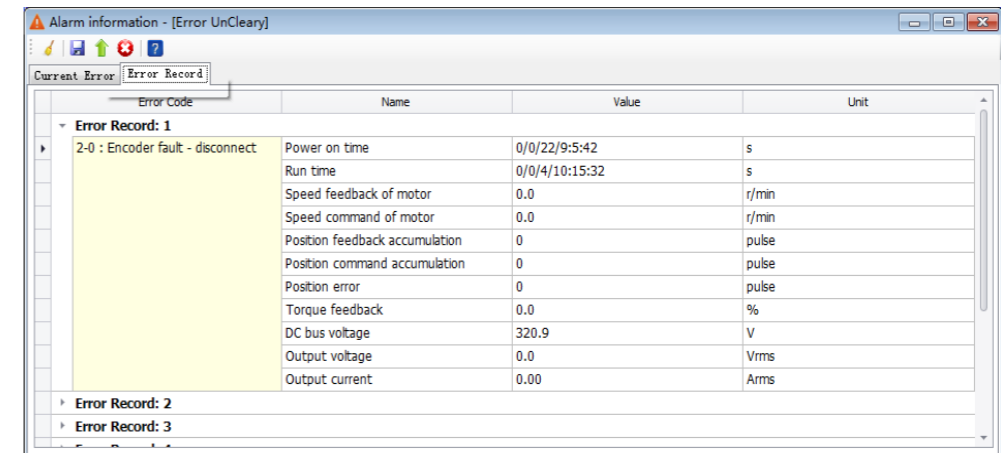 Alarm information - [Error UnCleary]
Current Error Error Record
Error Code Name Value Unit
Error Record: 1
2-0 : Encoder fault - disconnect Power on time 0/0/22/9:5:42 s
Run time 0/0/4/10:15:32 s
Speed feedback of motor 0.0 r/min
Speed command of motor 0.0 r/min
Position feedback accumulation 0 pulse
Position command accumulation 0 pulse
Position error 0 pulse
Torque feedback 0.0 %
DC bus voltage 320.9 V
Output voltage 0.0 Vrms
Output current 0.00 Arms
Error Record: 2
Error Record: 3